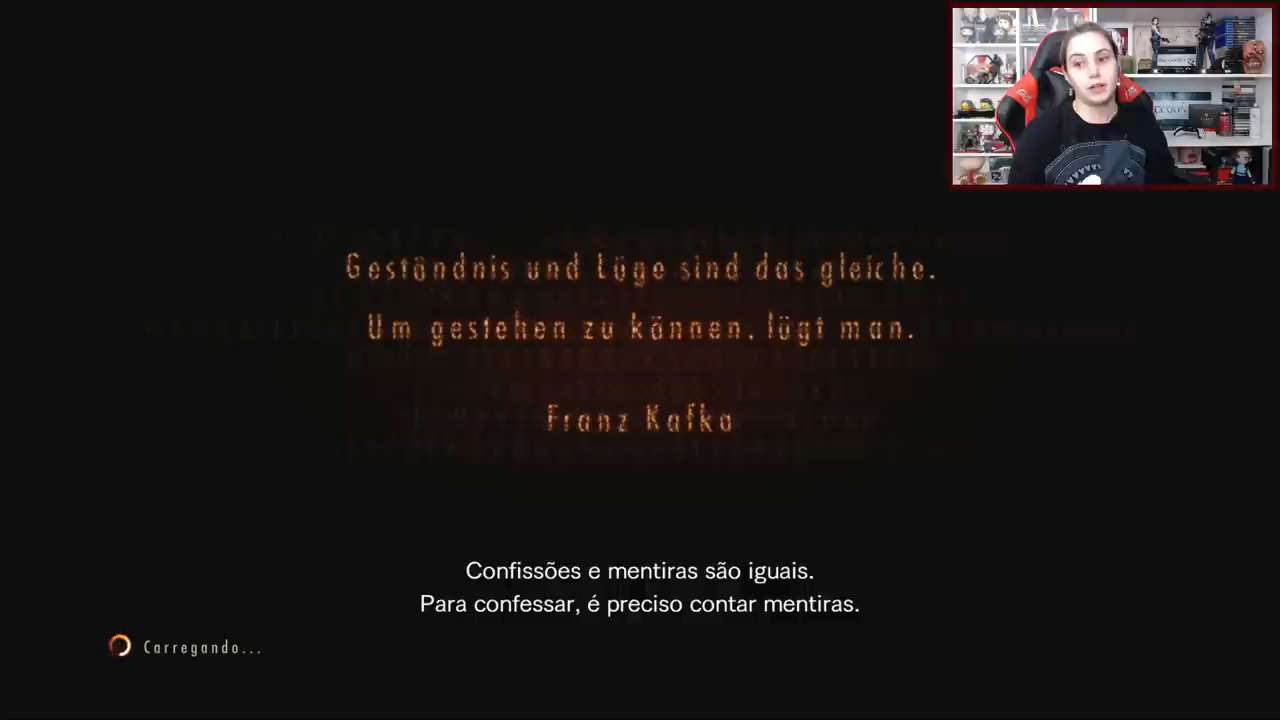 Geständnis und Lüge sind das gleiche.
Um gestehen zu können, lügt man.
Franz Kafka
Confissões e mentiras são iguais.
Para confessar, é preciso contar mentiras.
Carregando...